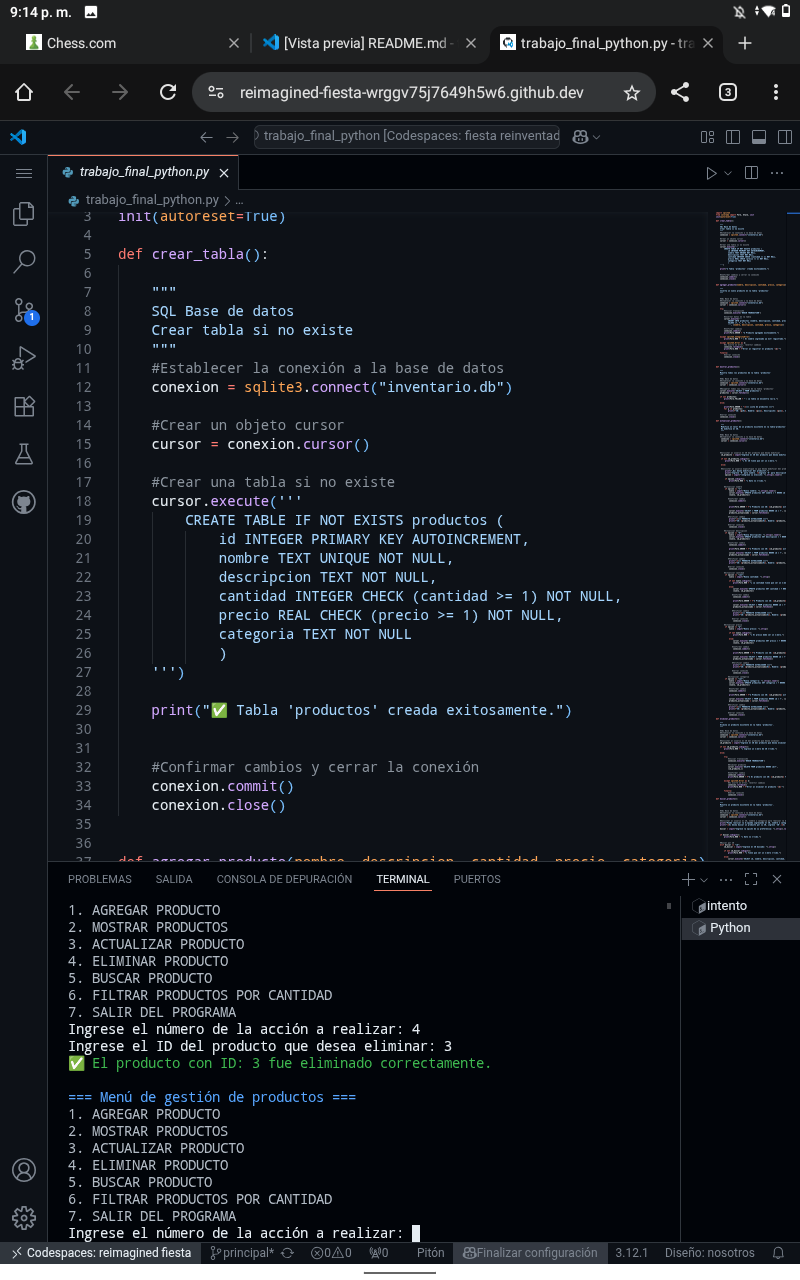 9:14 p. m.
Chess.com
[Vista previa] README.md -
trabajo_final_python.py - tra
reimagined-fiesta-wrggv75j7649h5w6.github.dev
3
trabajo_final_python [Codespaces: fiesta reinventad
trabajo_final_python.py
trabajo_final_python.py > ...
1
3 init(autoreset=True)
4
5 def crear_tabla():
6
7 """
8 SQL Base de datos
9 Crear tabla si no existe
10 """
11 #Establecer la conexión a la base de datos
12 conexion = sqlite3.connect("inventario.db")
13
14 #Crear un objeto cursor
15 cursor = conexion.cursor()
16
17 #Crear una tabla si no existe
18 cursor.execute('''
19 CREATE TABLE IF NOT EXISTS productos (
20 id INTEGER PRIMARY KEY AUTOINCREMENT,
21 nombre TEXT UNIQUE NOT NULL,
22 descripcion TEXT NOT NULL,
23 cantidad INTEGER CHECK (cantidad >= 1) NOT NULL,
24 precio REAL CHECK (precio >= 1) NOT NULL,
25 categoria TEXT NOT NULL
26 )
27 ''')
28
29 print("✅ Tabla 'productos' creada exitosamente.")
30
31
32 #Confirmar cambios y cerrar la conexión
33 conexion.commit()
34 conexion.close()
35
36
37 def agregar_producto(nombre, descripcion, cantidad, precio, categoria)
PROBLEMAS SALIDA CONSOLA DE DEPURACIÓN TERMINAL PUERTOS
intento
Python
1. AGREGAR PRODUCTO
2. MOSTRAR PRODUCTOS
3. ACTUALIZAR PRODUCTO
4. ELIMINAR PRODUCTO
5. BUSCAR PRODUCTO
6. FILTRAR PRODUCTOS POR CANTIDAD
7. SALIR DEL PROGRAMA
Ingrese el número de la acción a realizar: 4
Ingrese el ID del producto que desea eliminar: 3
✅ El producto con ID: 3 fue eliminado correctamente.
=== Menú de gestión de productos ===
1. AGREGAR PRODUCTO
2. MOSTRAR PRODUCTOS
3. ACTUALIZAR PRODUCTO
4. ELIMINAR PRODUCTO
5. BUSCAR PRODUCTO
6. FILTRAR PRODUCTOS POR CANTIDAD
7. SALIR DEL PROGRAMA
Ingrese el número de la acción a realizar:
Codespaces: reimagined fiesta principal* 0 0 0 Pitón Finalizar configuración 3.12.1 Diseño: nosotros